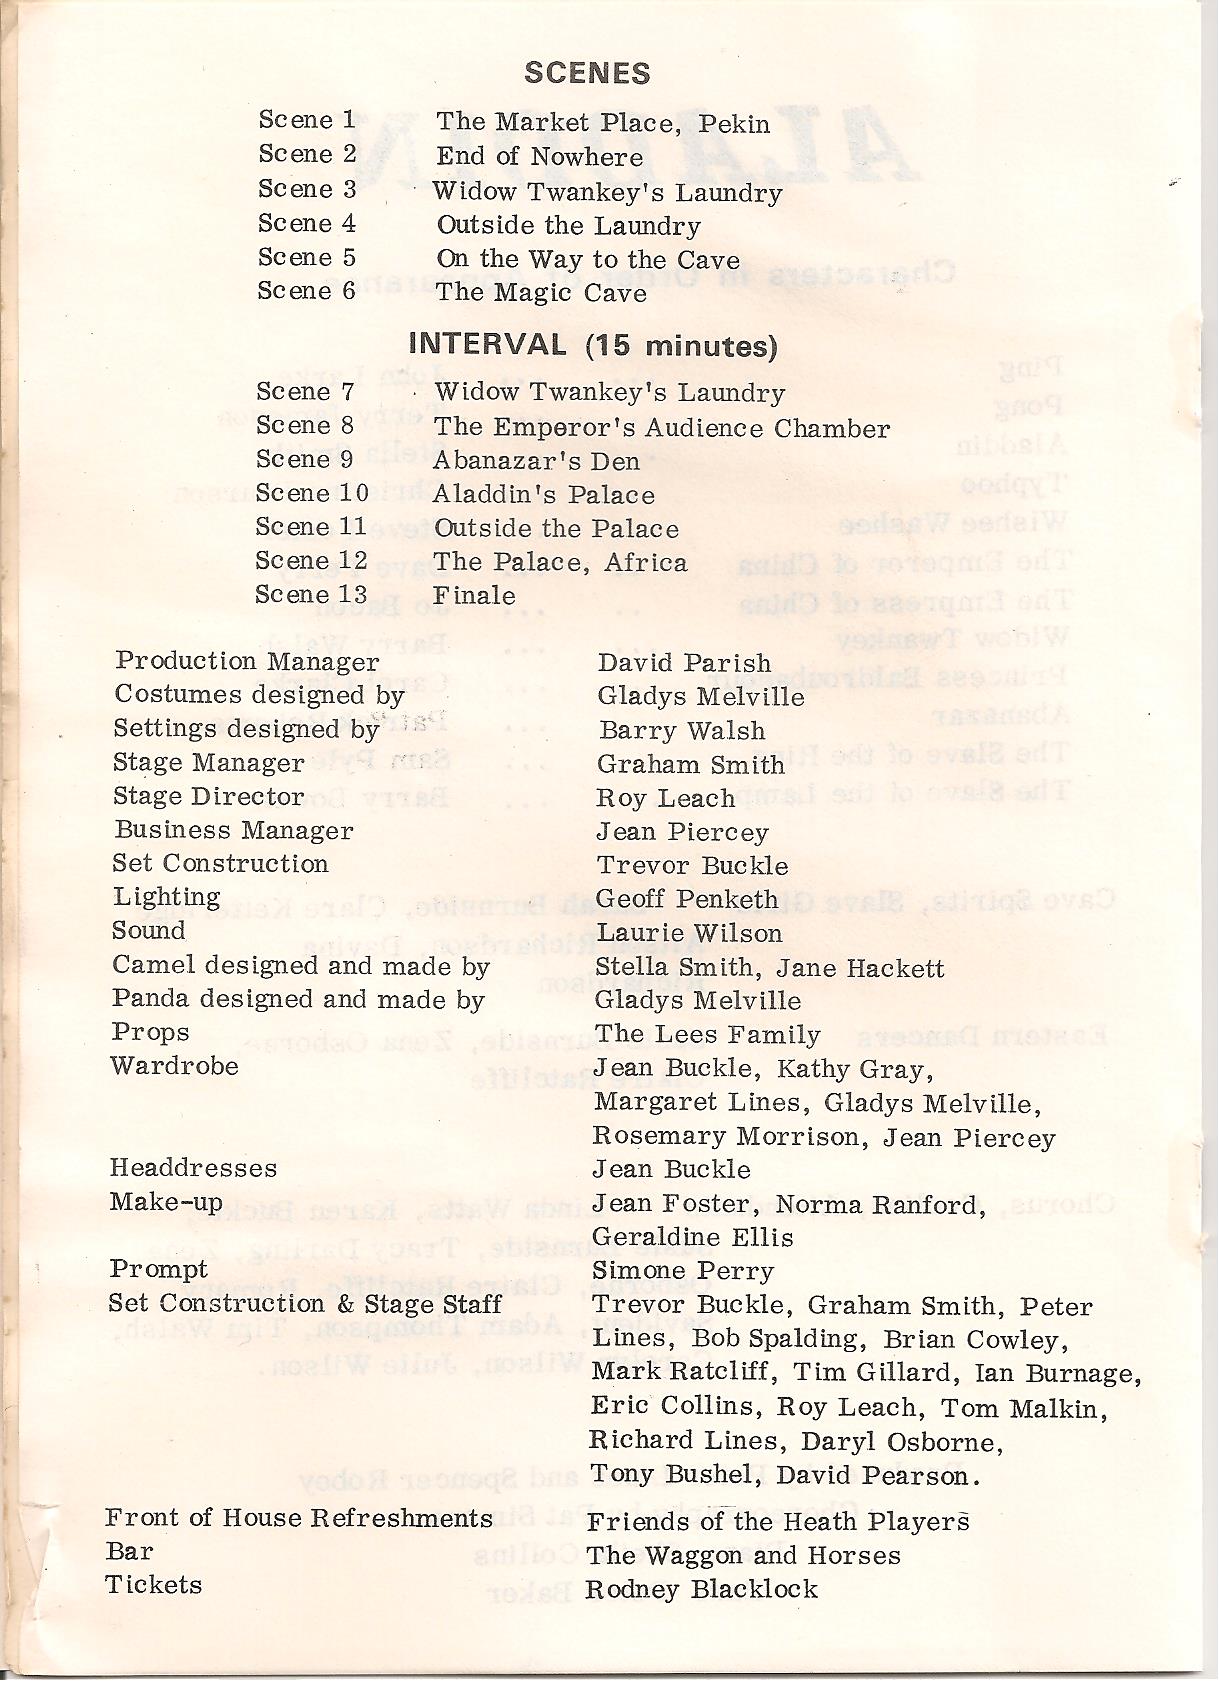 SCENES
Scene 1 The Market Place, Pekin
Scene 2 End of Nowhere
Scene 3 Widow Twankey's Laundry
Scene 4 Outside the Laundry
Scene 5 On the Way to the Cave
Scene 6 The Magic Cave
INTERVAL (15 minutes)
Scene 7 Widow Twankey's Laundry
Scene 8 The Emperor's Audience Chamber
Scene 9 Abanazar's Den
Scene 10 Aladdin's Palace
Scene 11 Outside the Palace
Scene 12 The Palace, Africa
Scene 13 Finale
Production Manager David Parish
Costumes designed by Gladys Melville
Settings designed by Barry Walsh
Stage Manager Graham Smith
Stage Director Roy Leach
Business Manager Jean Piercey
Set Construction Trevor Buckle
Lighting Geoff Penketh
Sound Laurie Wilson
Camel designed and made by Stella Smith, Jane Hackett
Panda designed and made by Gladys Melville
Props The Lees Family
Wardrobe Jean Buckle, Kathy Gray,
Margaret Lines, Gladys Melville,
Rosemary Morrison, Jean Piercey
Headdresses Jean Buckle
Make-up Jean Foster, Norma Ranford,
Geraldine Ellis
Prompt Simone Perry
Set Construction & Stage Staff Trevor Buckle, Graham Smith, Peter
Lines, Bob Spalding, Brian Cowley,
Mark Ratcliff, Tim Gillard, Ian Burnage,
Eric Collins, Roy Leach, Tom Malkin,
Richard Lines, Daryl Osborne,
Tony Bushel, David Pearson.
Front of House Refreshments Friends of the Heath Players
Bar The Waggon and Horses
Tickets Rodney Blacklock